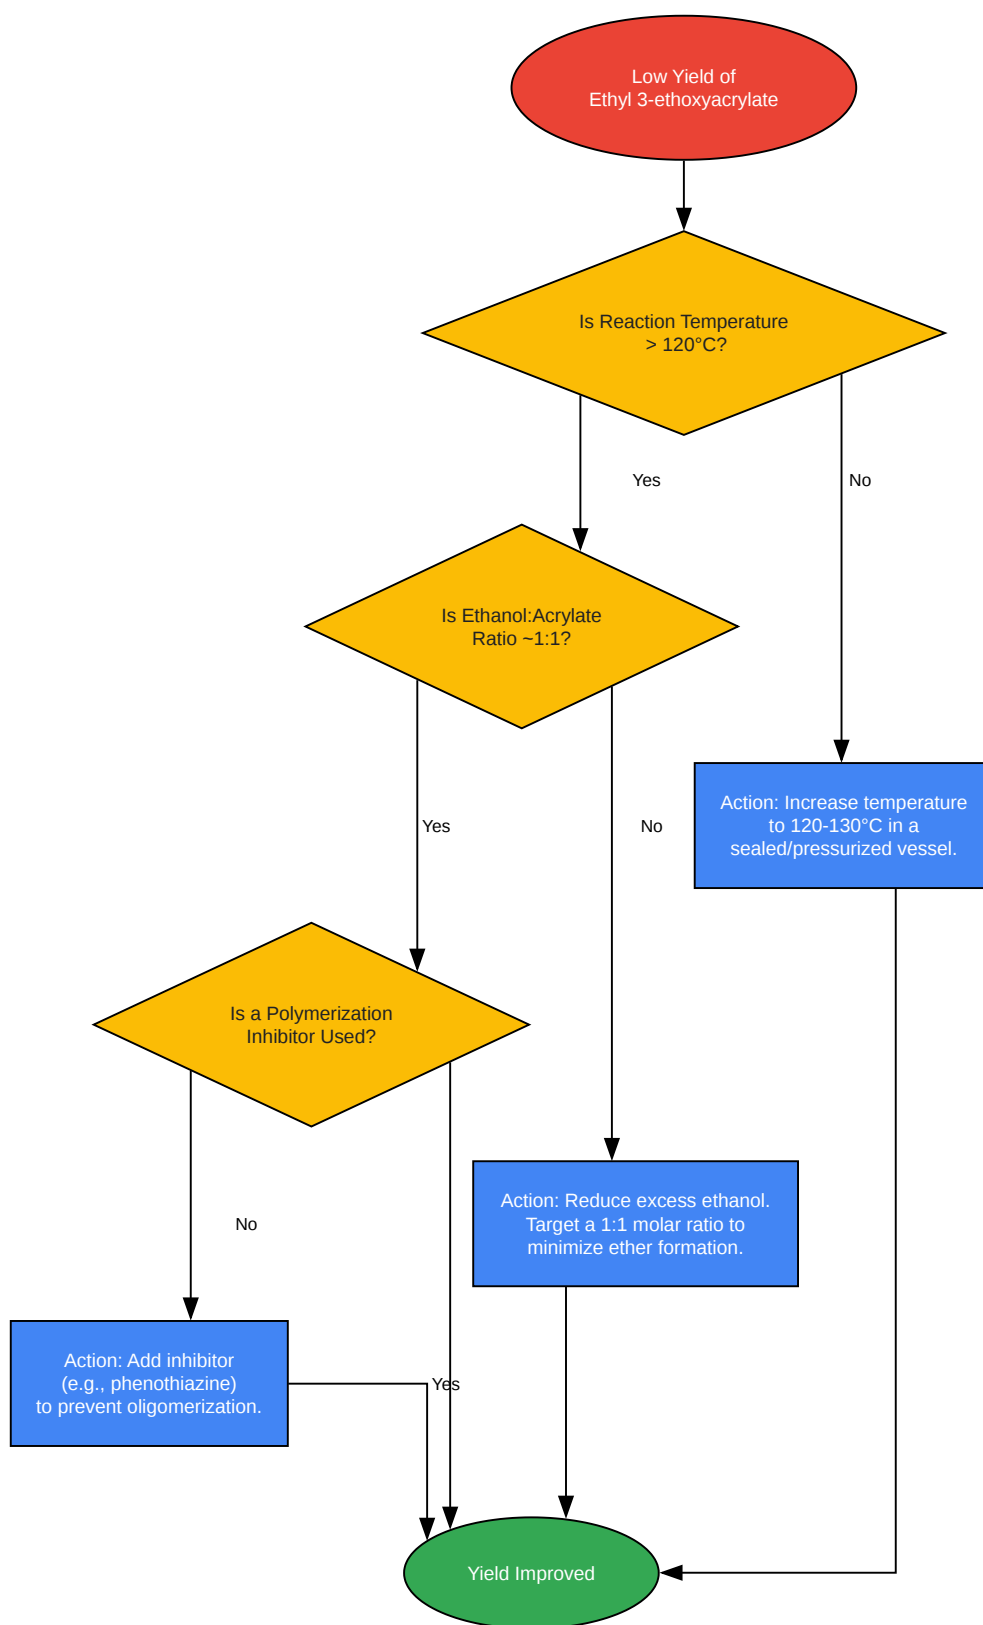 Low Yield of
Ethyl 3-ethoxyacrylate
Is Reaction Temperature
> 120°C?
Yes
No
Is Ethanol:Acrylate
Ratio ~1:1?
Yes
No
Action: Increase temperature
to 120-130°C in a
sealed/pressurized vessel.
Is a Polymerization
Inhibitor Used?
No
Action: Reduce excess ethanol.
Target a 1:1 molar ratio to
minimize ether formation.
Action: Add inhibitor
(e.g., phenothiazine)
to prevent oligomerization.
Yes
Yield Improved